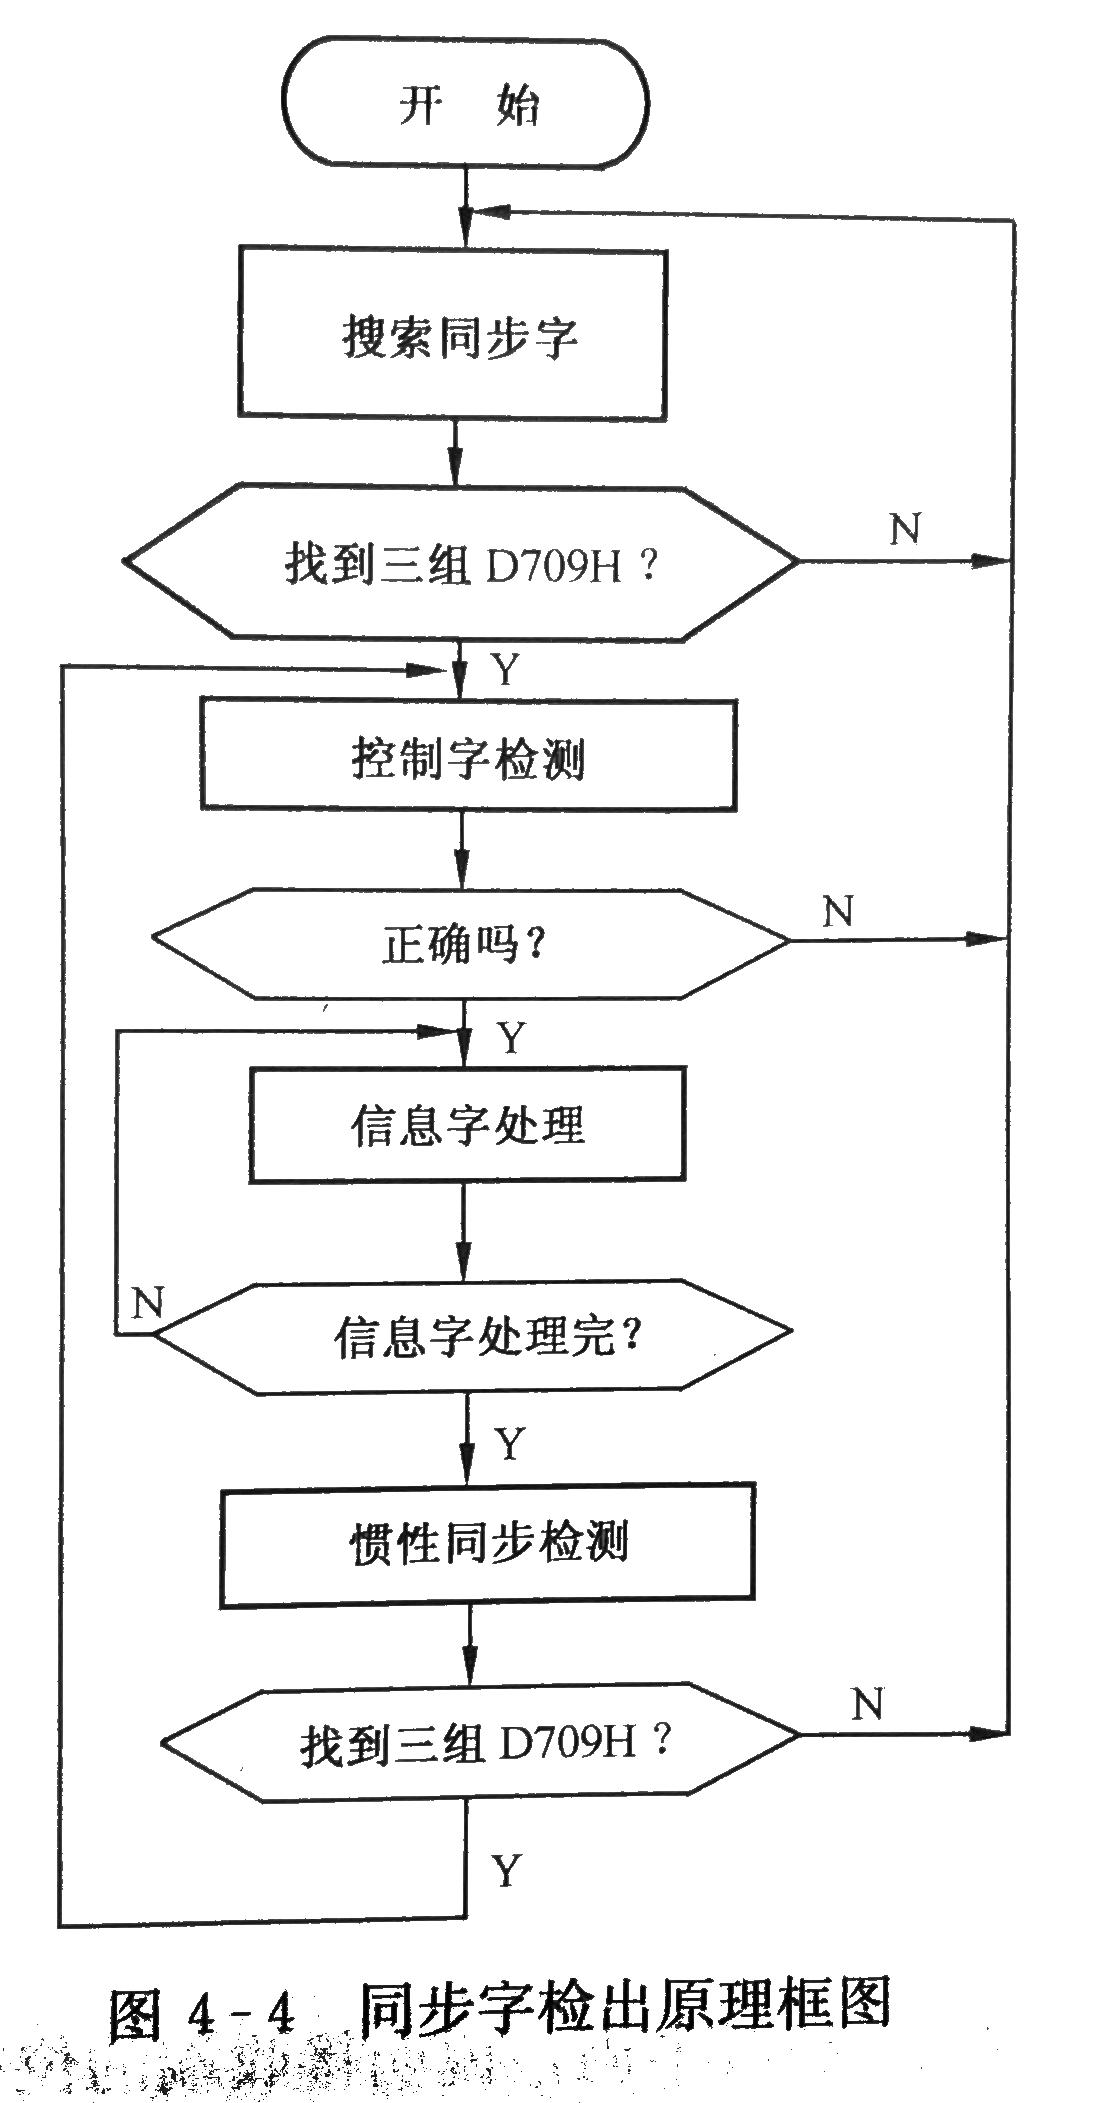 开 始
搜索同步字
找到三组 D709H？
N
Y
控制字检测
正确吗？
N
Y
信息字处理
N
信息字处理完？
Y
惯性同步检测
找到三组 D709H？
N
Y
图 4-4 同步字检出原理框图